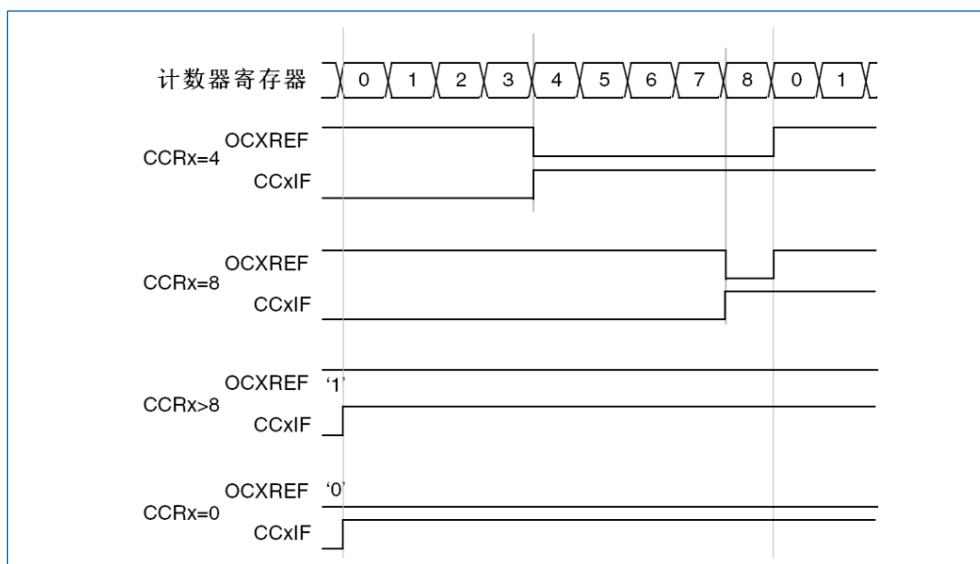 计数器寄存器 0 1 2 3 4 5 6 7 8 0 1
OCXREF
CCRx=4
CCxIF
OCXREF
CCRx=8
CCxIF
OCXREF '1'
CCRx>8
CCxIF
OCXREF '0'
CCRx=0
CCxIF